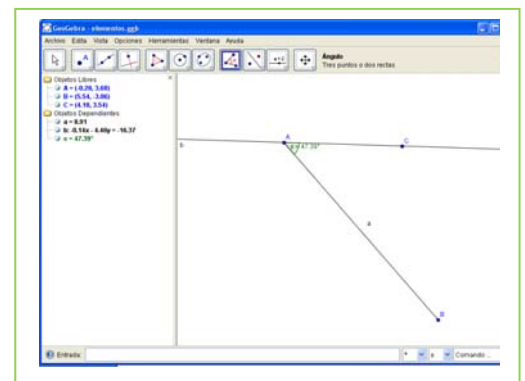 GeoGebra - elementos.ggb
Archivo Edita Vista Opciones Herramientas Ventana Ayuda
Ángulo
Tres puntos o dos rectas
Objetos Libres
A = (-0.28, 3.68)
B = (5.54, -3.06)
C = (4.18, 3.54)
Objetos Dependientes
a = 8.91
b: -0.14x - 4.46y = -16.37
α = 47.39°
b
A
C
α = 47.39°
a
B
Entrada:
Comando ...